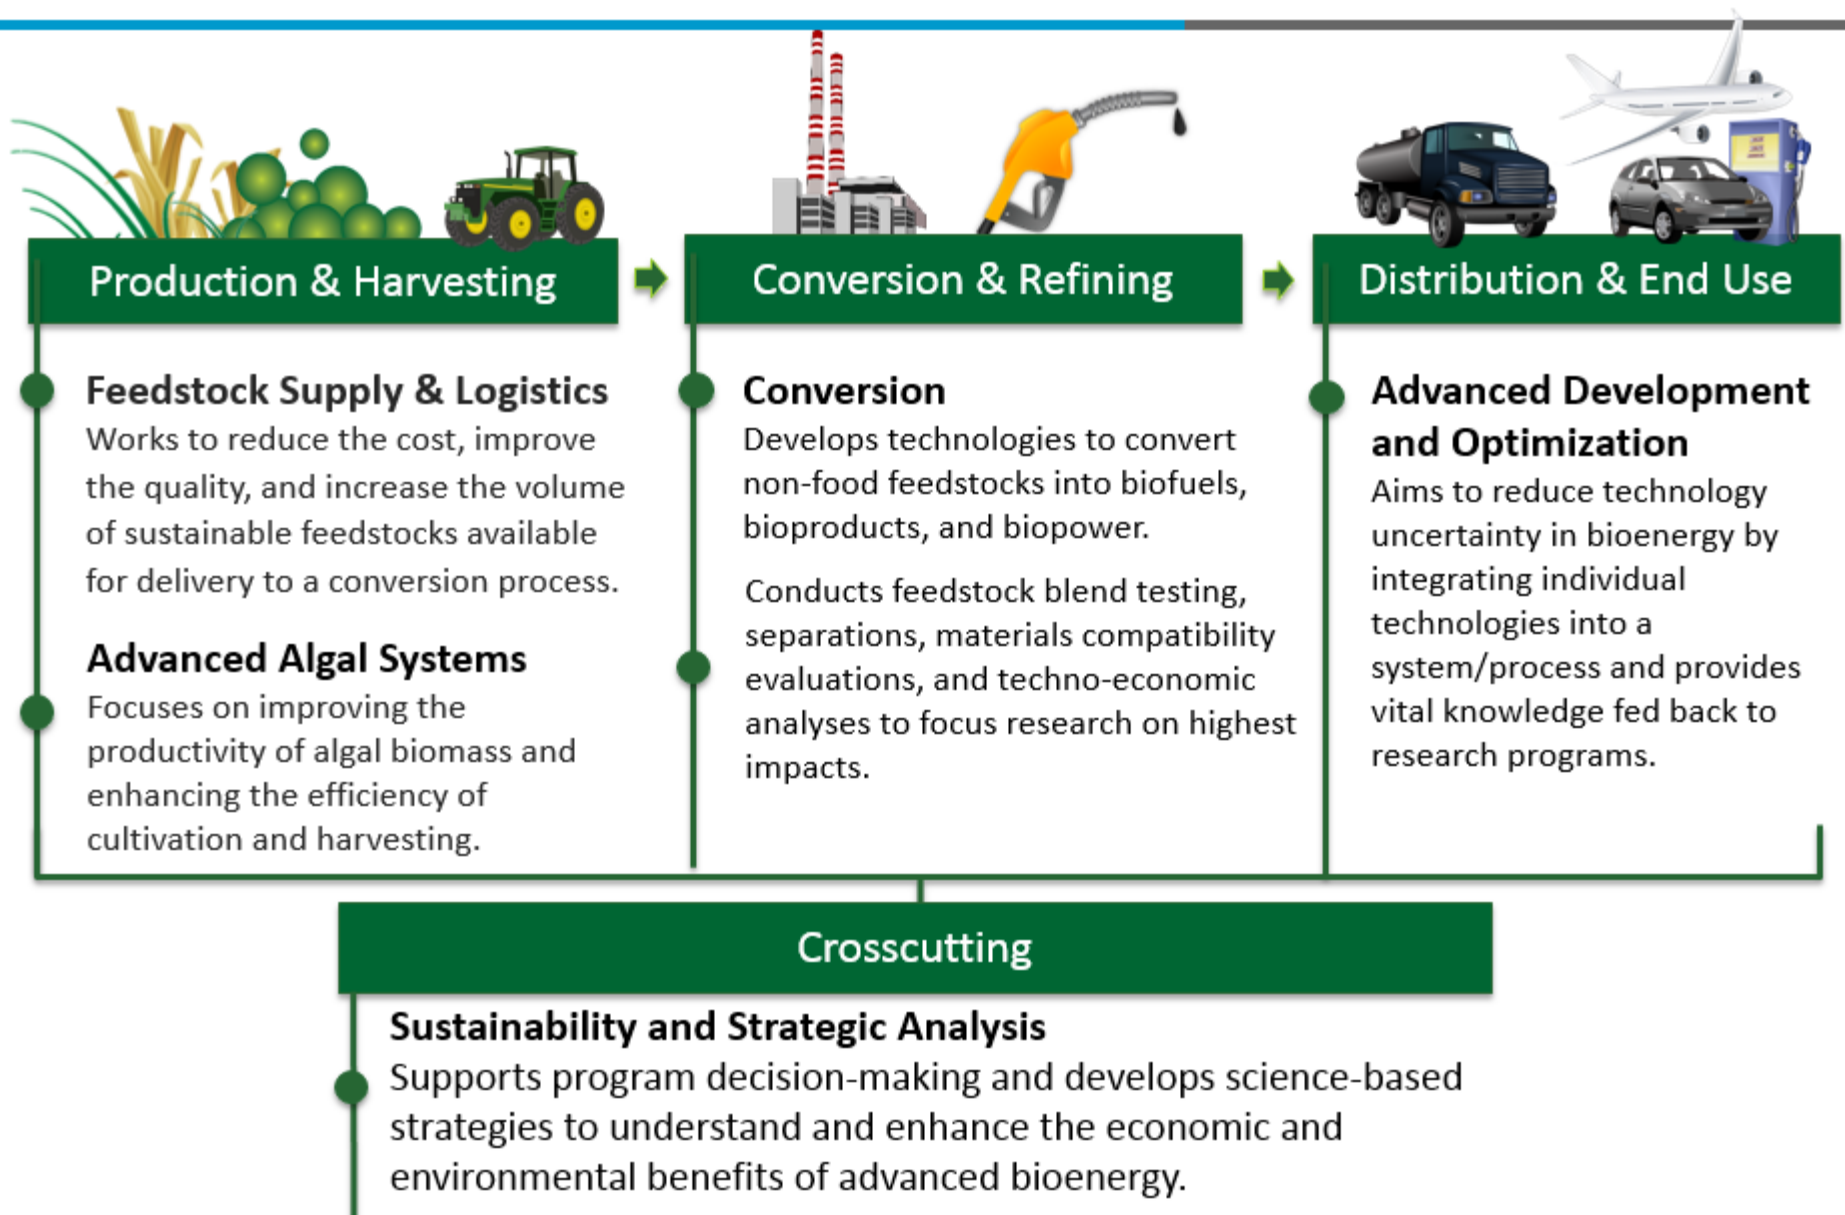 Production & Harvesting
Feedstock Supply & Logistics
Works to reduce the cost, improve
the quality, and increase the volume
of sustainable feedstocks available
for delivery to a conversion process.
Advanced Algal Systems
Focuses on improving the
productivity of algal biomass and
enhancing the efficiency of
cultivation and harvesting.
Conversion & Refining
Conversion
Develops technologies to convert
non-food feedstocks into biofuels,
bioproducts, and biopower.
Conducts feedstock blend testing,
separations, materials compatibility
evaluations, and techno-economic
analyses to focus research on highest
impacts.
Distribution & End Use
Advanced Development
and Optimization
Aims to reduce technology
uncertainty in bioenergy by
integrating individual
technologies into a
system/process and provides
vital knowledge fed back to
research programs.
Crosscutting
Sustainability and Strategic Analysis
Supports program decision-making and develops science-based
strategies to understand and enhance the economic and
environmental benefits of advanced bioenergy.